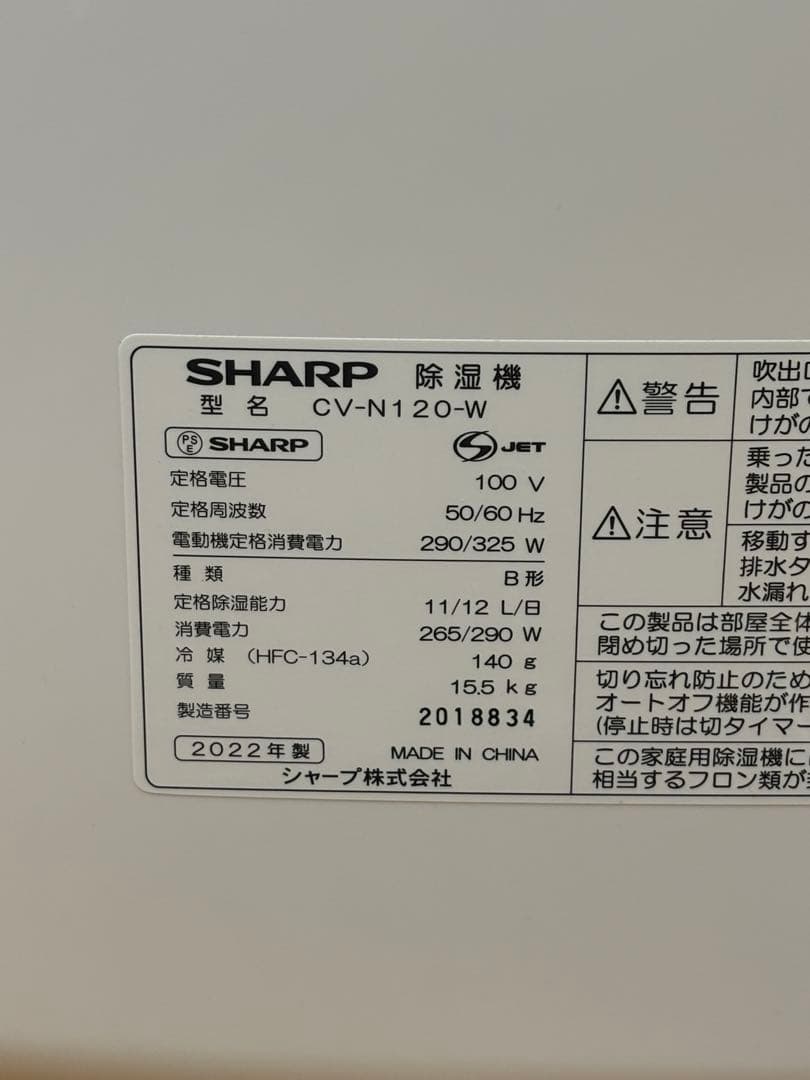 SHARP 除湿機
型名 CV-N120-W
PSE SHARP
S JET
定格電圧 100 V
定格周波数 50/60 Hz
電動機定格消費電力 290/325 W
種類 B形
定格除湿能力 11/12 L/日
消費電力 265/290 W
冷媒 (HFC-134a) 140 g
質量 15.5 kg
製造番号 2018834
2022年製 MADE IN CHINA
シャープ株式会社
警告
吹出口
内部で
けがの
注意
乗った
製品の
けがの
移動す
排水タ
水漏れ
この製品は部屋全体
閉め切った場所で使
切り忘れ防止のため
オートオフ機能が作
(停止時は切タイマー
この家庭用除湿機に
相当するフロン類が